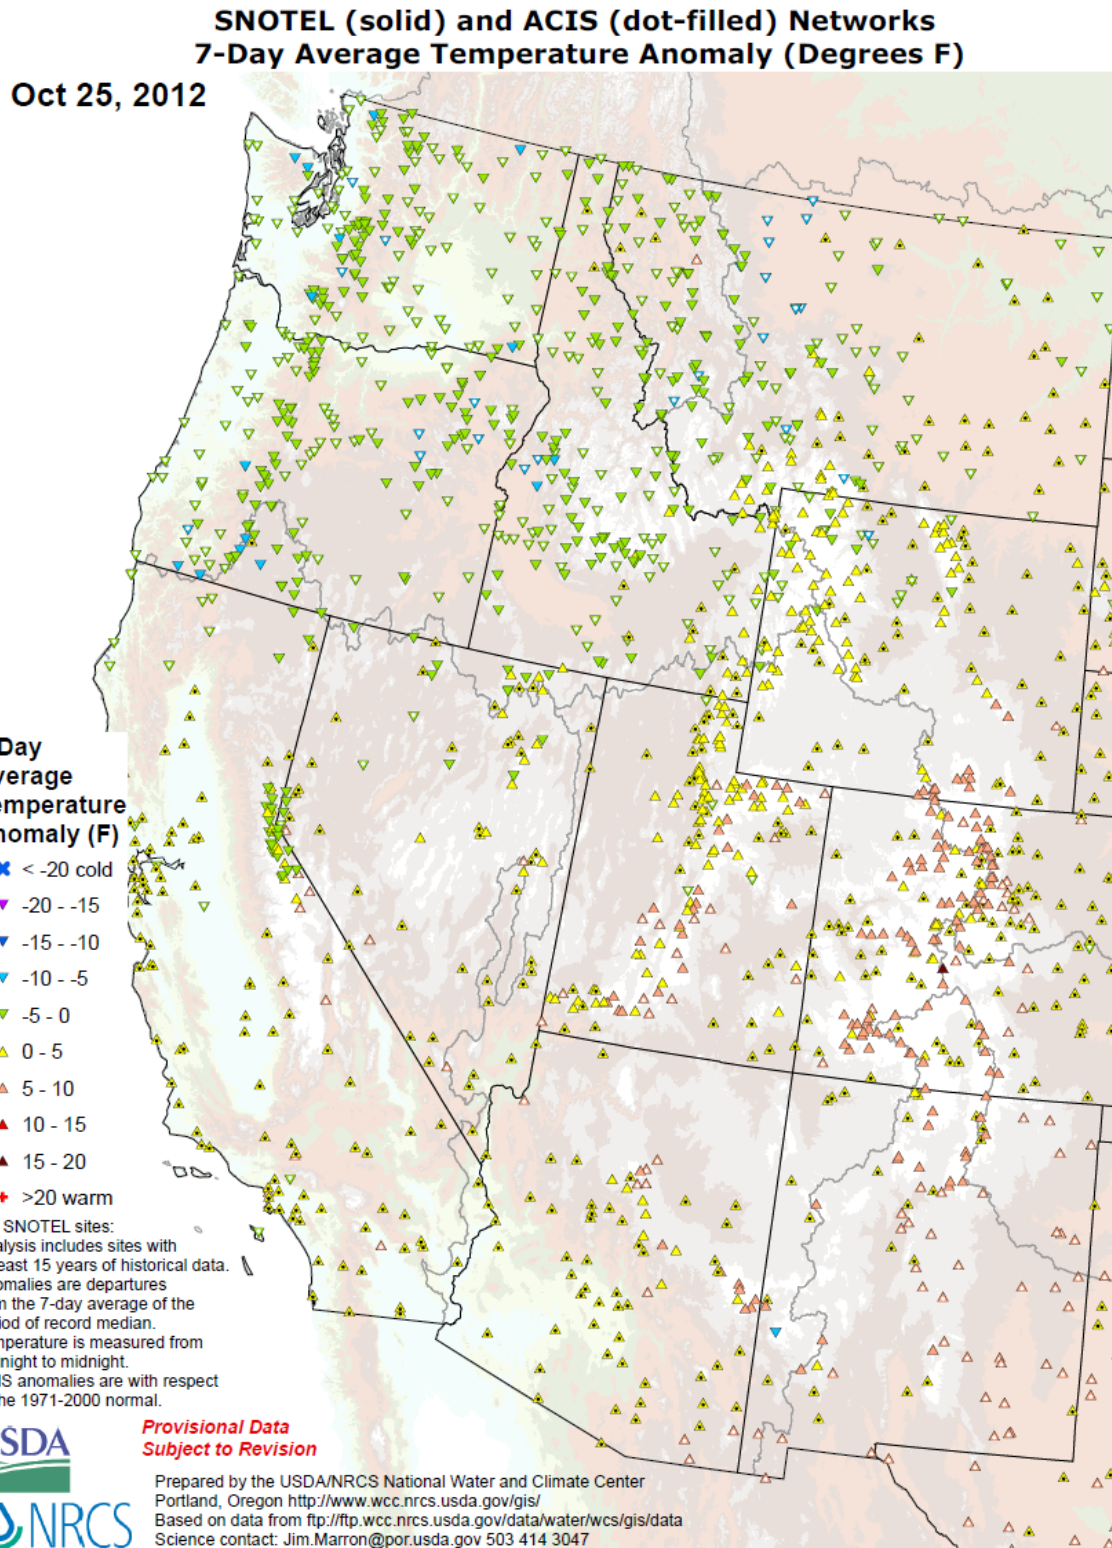 SNOTEL (solid) and ACIS (dot-filled) Networks
7-Day Average Temperature Anomaly (Degrees F)
Oct 25, 2012
Day
verage
emperature
nomaly (F)
< -20 cold
-20 - -15
-15 - -10
-10 - -5
-5 - 0
0 - 5
5 - 10
10 - 15
15 - 20
>20 warm
SNOTEL sites:
alysis includes sites with
east 15 years of historical data.
omalies are departures
m the 7-day average of the
iod of record median.
mperature is measured from
night to midnight.
IS anomalies are with respect
he 1971-2000 normal.
SDA
NRCS
Provisional Data
Subject to Revision
Prepared by the USDA/NRCS National Water and Climate Center
Portland, Oregon http://www.wcc.nrcs.usda.gov/gis/
Based on data from ftp://ftp.wcc.nrcs.usda.gov/data/water/wcs/gis/data
Science contact: Jim.Marron@por.usda.gov 503 414 3047